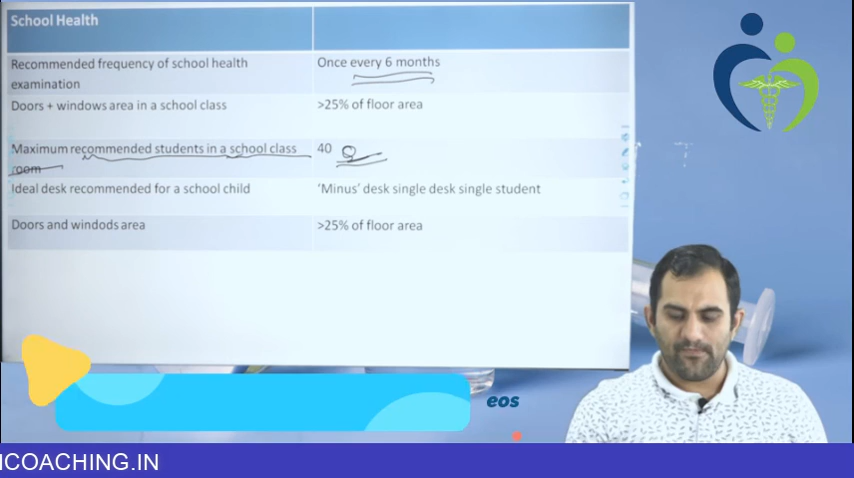 School Health
Recommended frequency of school health
examination
Once every 6 months
Doors + windows area in a school class
>25% of floor area
Maximum recommended students in a school class
room
40
Ideal desk recommended for a school child
‘Minus’ desk single desk single student
Doors and windods area
>25% of floor area
eos
ICOACHING.IN